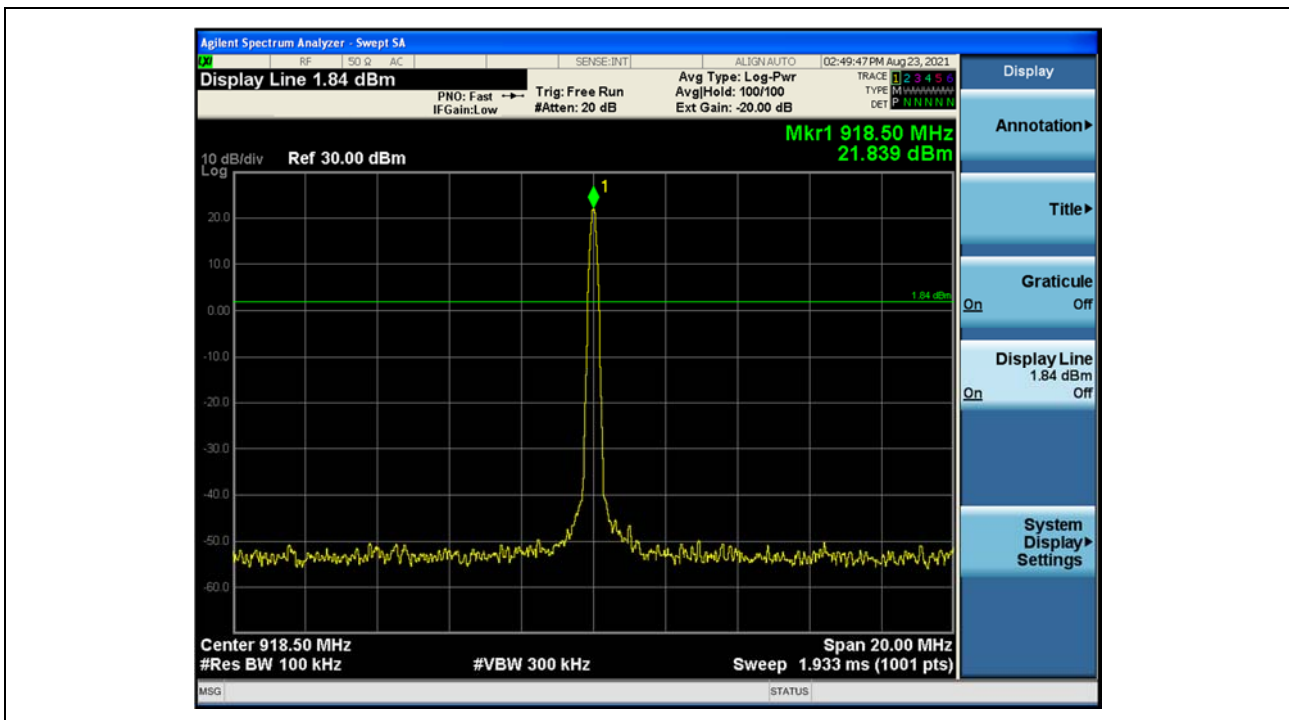 Agilent Spectrum Analyzer - Swept SA
RF 50 Ω AC SENSE:INT ALIGN AUTO 02:49:47 PM Aug 23, 2021
Display Line 1.84 dBm
PNO: Fast
IFGain:Low
Trig: Free Run
#Atten: 20 dB
Avg Type: Log-Pwr
Avg|Hold: 100/100
Ext Gain: -20.00 dB
TRACE 1 2 3 4 5 6
TYPE M W W W W W
DET P N N N N N
Mkr1 918.50 MHz
21.839 dBm
10 dB/div Ref 30.00 dBm
Log
1
20.0
10.0
1.84 dBm
0.00
-10.0
-20.0
-30.0
-40.0
-50.0
-60.0
Center 918.50 MHz Span 20.00 MHz
#Res BW 100 kHz #VBW 300 kHz Sweep 1.933 ms (1001 pts)
MSG STATUS
Display
Annotation
Title
Graticule
On Off
Display Line
1.84 dBm
On Off
System
Display
Settings